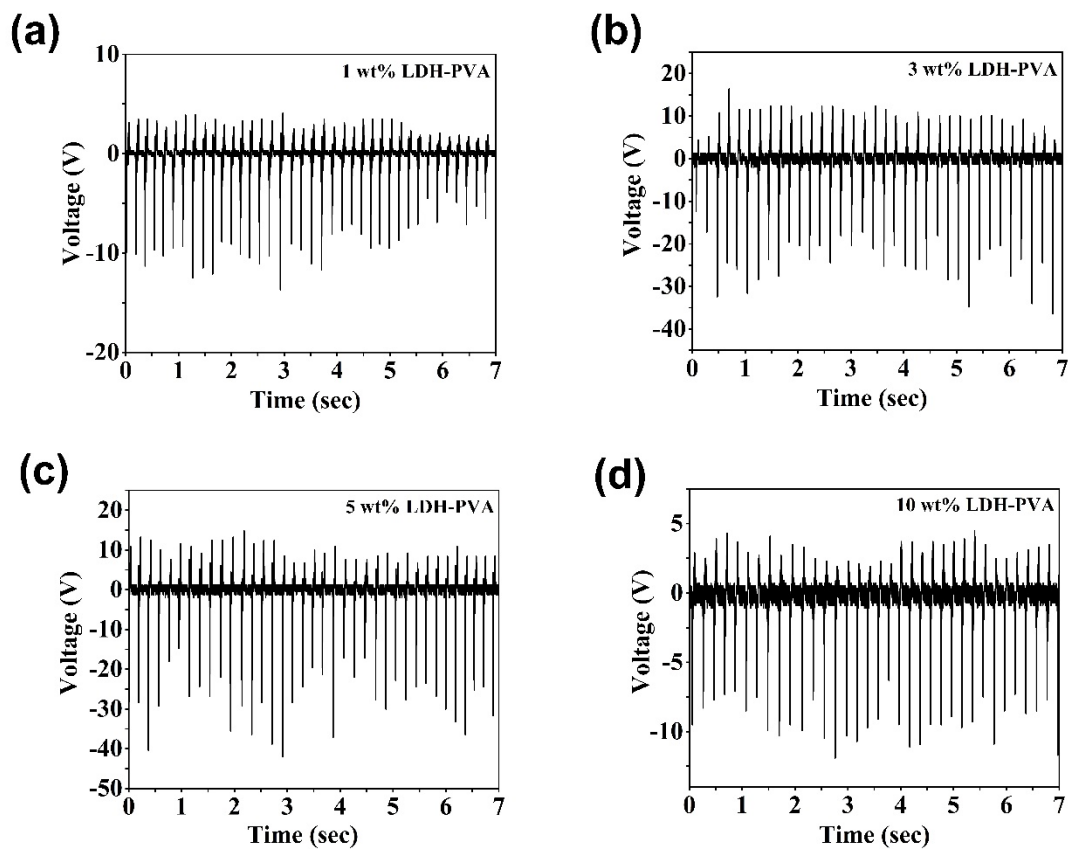 (a)
1 wt% LDH-PVA
10
0
-10
-20
Voltage (V)
0 1 2 3 4 5 6 7
Time (sec)
(b)
3 wt% LDH-PVA
20
10
0
-10
-20
-30
-40
Voltage (V)
0 1 2 3 4 5 6 7
Time (sec)
(c)
5 wt% LDH-PVA
20
10
0
-10
-20
-30
-40
-50
Voltage (V)
0 1 2 3 4 5 6 7
Time (sec)
(d)
10 wt% LDH-PVA
5
0
-5
-10
Voltage (V)
0 1 2 3 4 5 6 7
Time (sec)